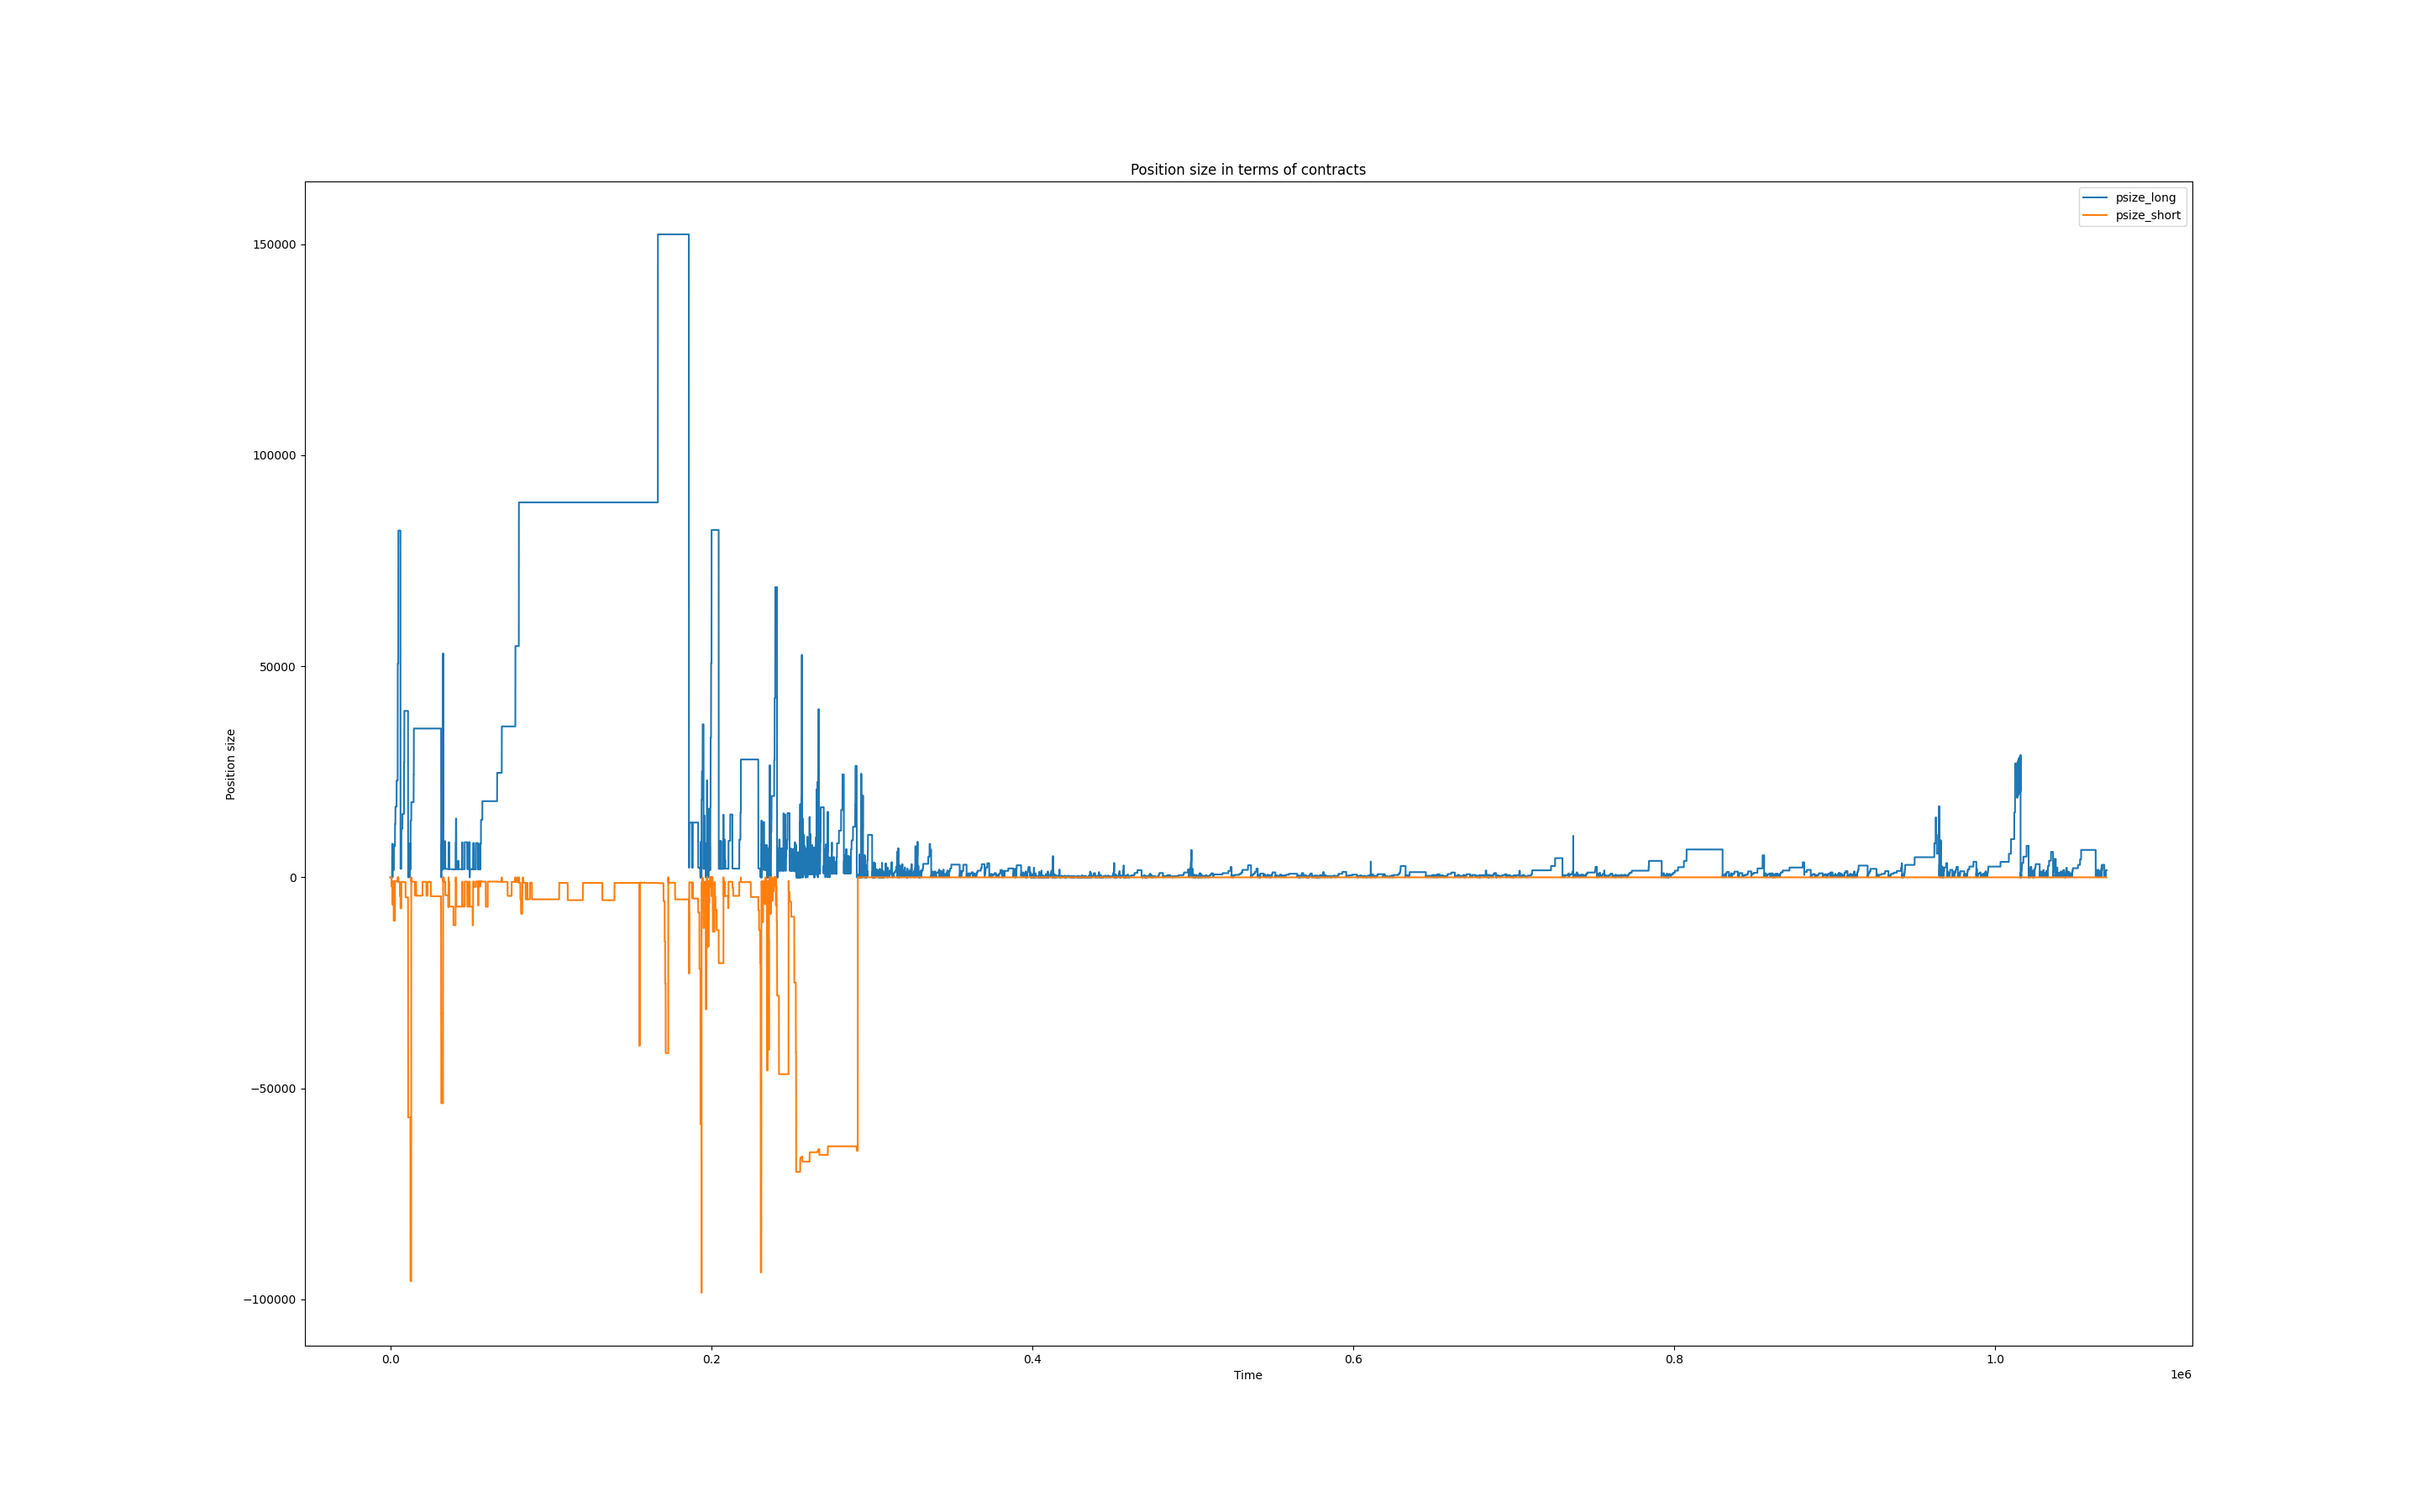 Position size in terms of contracts
psize_long
psize_short
150000
100000
50000
0
−50000
−100000
Position size
0.0
0.2
0.4
0.6
0.8
1.0
Time
1e6